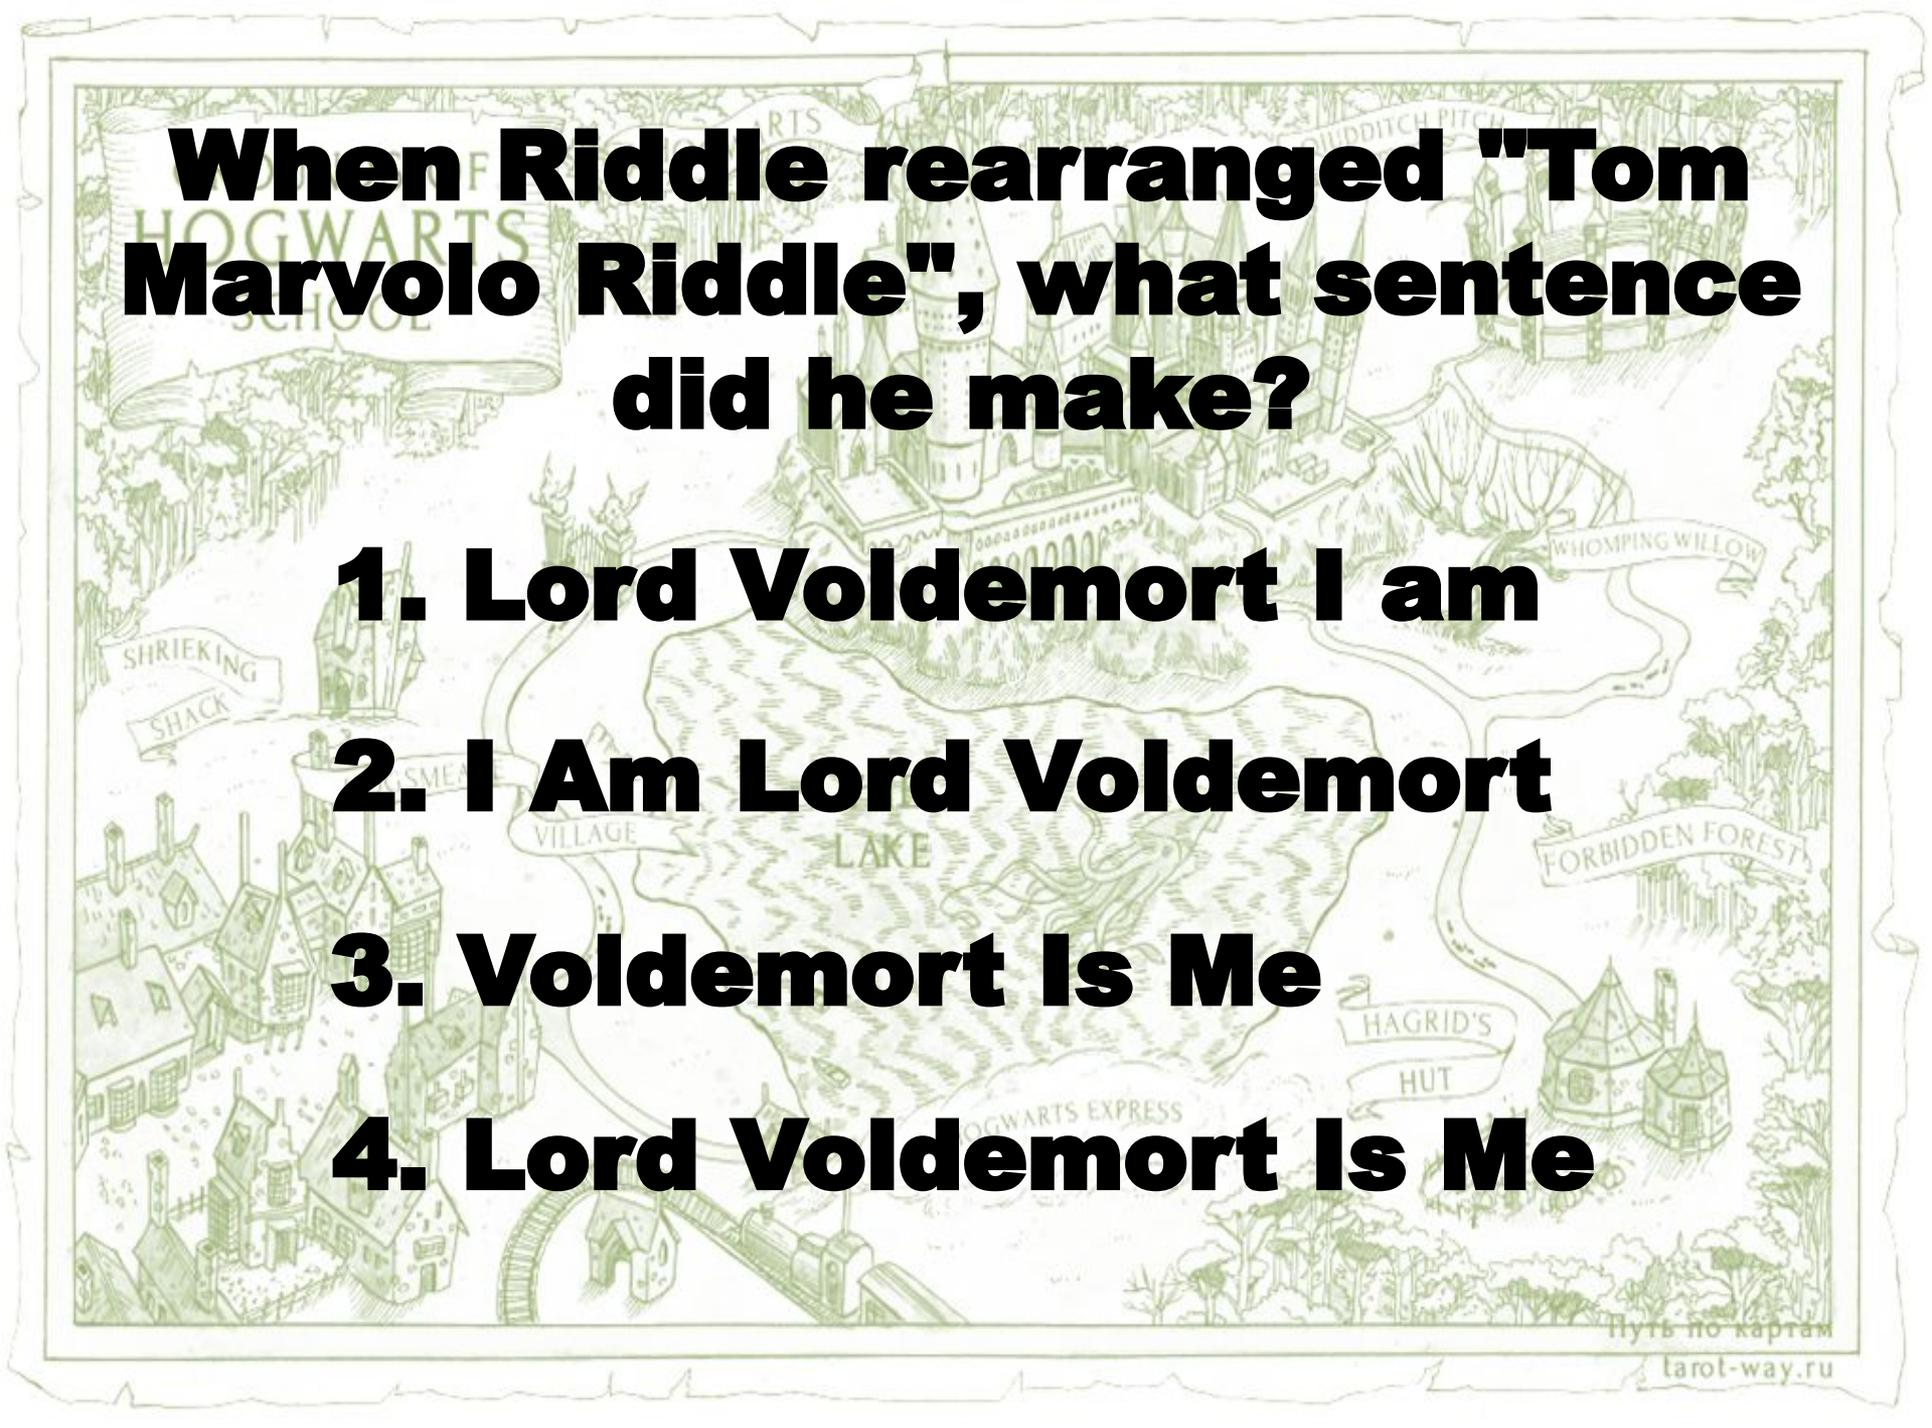 When Riddle rearranged "Tom
Marvolo Riddle", what sentence
did he make?
1. Lord Voldemort I am
2. I Am Lord Voldemort
3. Voldemort Is Me
4. Lord Voldemort Is Me
HOGWARTS
SCHOOL
WHOMPING WILLOW
SHRIEKING
SHACK
VILLAGE
LAKE
FORBIDDEN FOREST
HAGRID'S
HUT
HOGWARTS EXPRESS
Путь по картам
tarot-way.ru